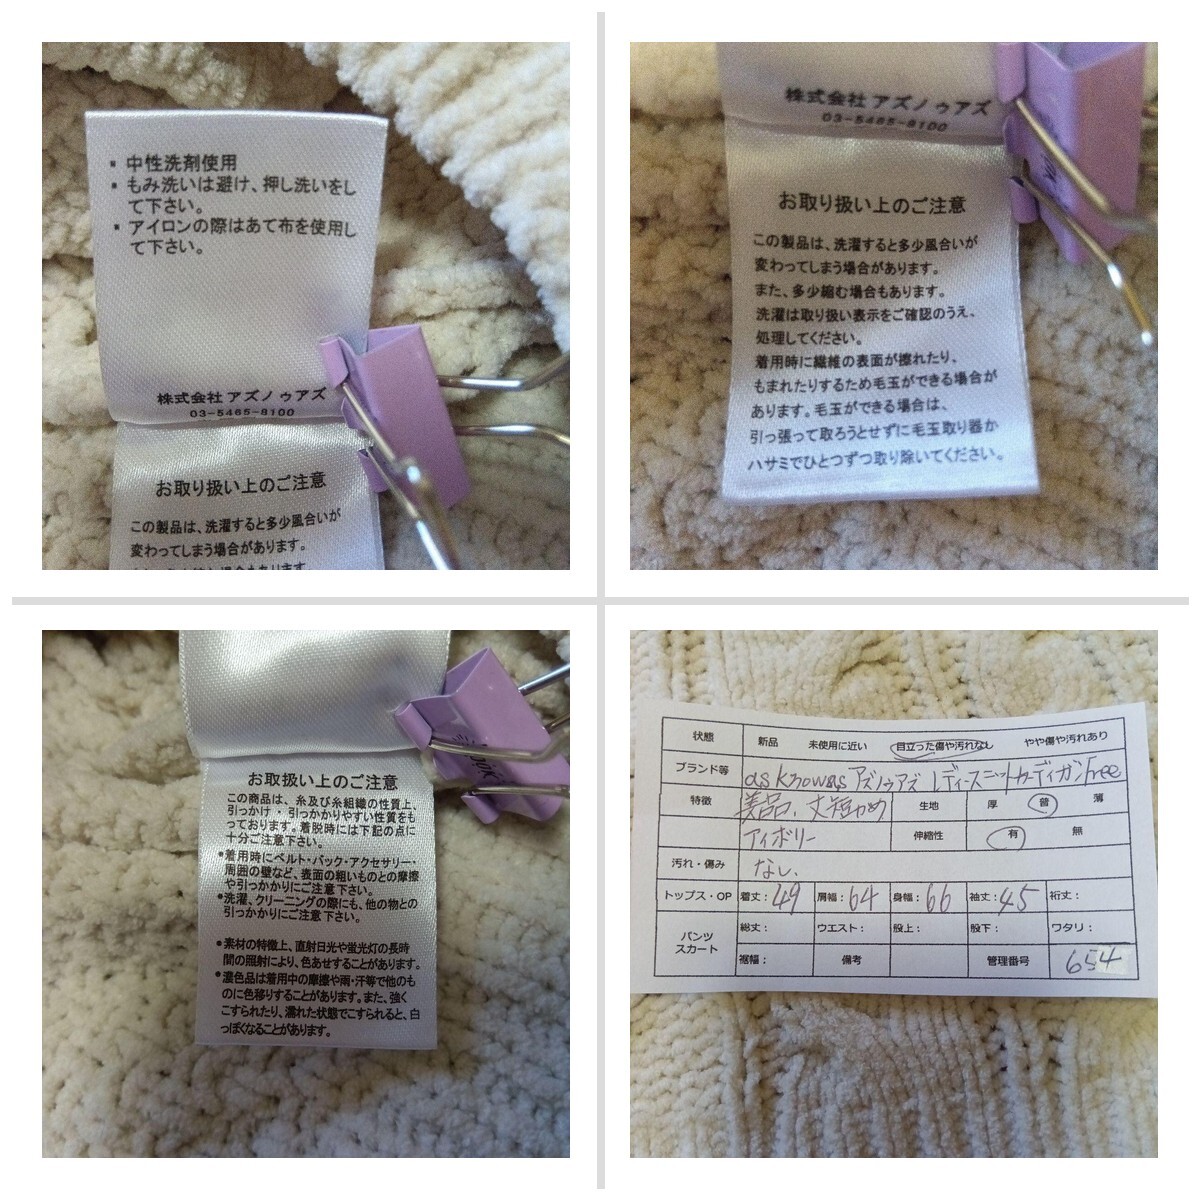 ▪ 中性洗剤使用
▪ もみ洗いは避け、押し洗いをし
て下さい。
▪ アイロンの際はあて布を使用し
て下さい。
株式会社 アズノゥアズ
03-5465-8100
お取り扱い上のご注意
この製品は、洗濯すると多少風合いが
変わってしまう場合があります。
株式会社 アズノゥアズ
03-5465-8100
お取り扱い上のご注意
この製品は、洗濯すると多少風合いが
変わってしまう場合があります。
また、多少縮む場合もあります。
洗濯は取り扱い表示をご確認のうえ、
処理してください。
着用時に繊維の表面が擦れたり、
もまれたりするため毛玉ができる場合が
あります。毛玉ができる場合は、
引っ張って取ろうとせずに毛玉取り器か
ハサミでひとつずつ取り除いてください。
お取扱い上のご注意
この商品は、糸及び糸組織の性質上、
引っかけ・引っかかりやすい性質をも
っております。着脱時には下記の点に
十分ご注意下さい。
●着用時にベルト・バック・アクセサリー・
周囲の壁など、表面の粗いものとの摩擦
や引っかかりにご注意下さい。
●洗濯、クリーニングの際にも、他の物との
引っかかりにご注意下さい。
●素材の特徴上、直射日光や蛍光灯の長時
間の照射により、色あせすることがあります。
●濃色品は着用中の摩擦や雨・汗等で他のも
のに色移りすることがあります。また、強く
こすられたり、濡れた状態でこすられると、白
っぽくなることがあります。
状態 新品 未使用に近い 目立った傷や汚れなし やや傷や汚れあり
ブランド等 as knowas アズノゥアズ レディースニットカーディガン Free
特徴 美品、丈短かめ 生地 厚 普 薄
アイボリー 伸縮性 有 無
汚れ・傷み なし、
トップス・OP 着丈：49 肩幅：64 身幅：66 袖丈：45 裄丈：
パンツ スカート 総丈： ウエスト： 股上： 股下： ワタリ：
裾幅： 備考 管理番号 654